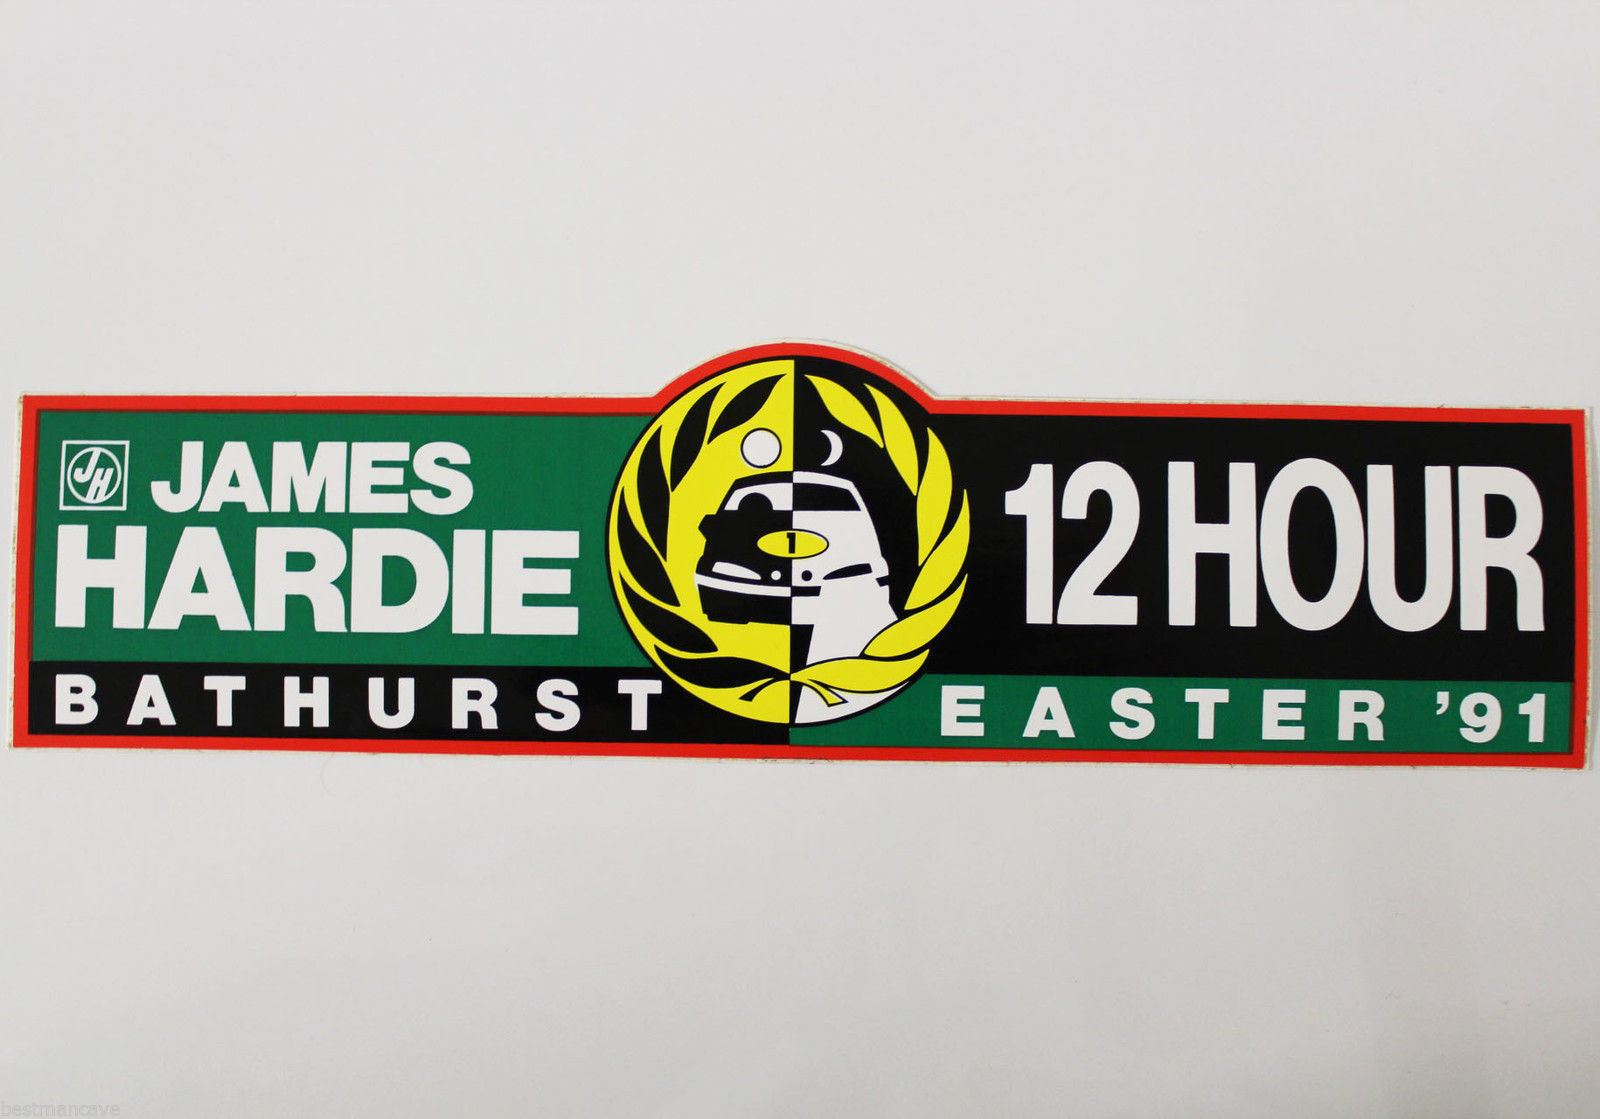 JH JAMES
HARDIE
BATHURST
1
12 HOUR
EASTER '91
bestmancave